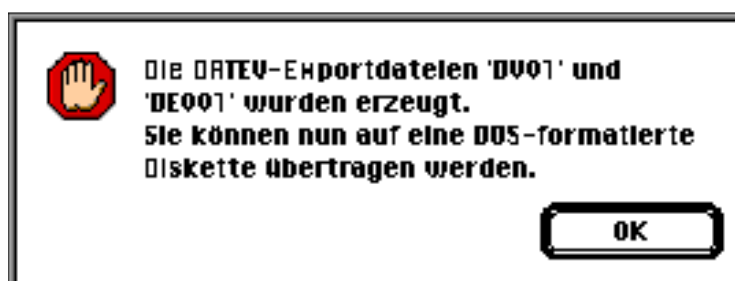 Die DATEV-Exportdateien 'DV01' und
'DE001' wurden erzeugt.
Sie können nun auf eine DOS-formatierte
Diskette übertragen werden.
OK